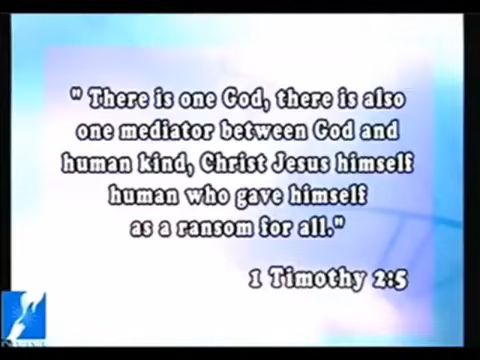 " There is one God, there is also
one mediator between God and
human kind, Christ Jesus himself
human who gave himself
as a ransom for all."
1 Timothy 2:5